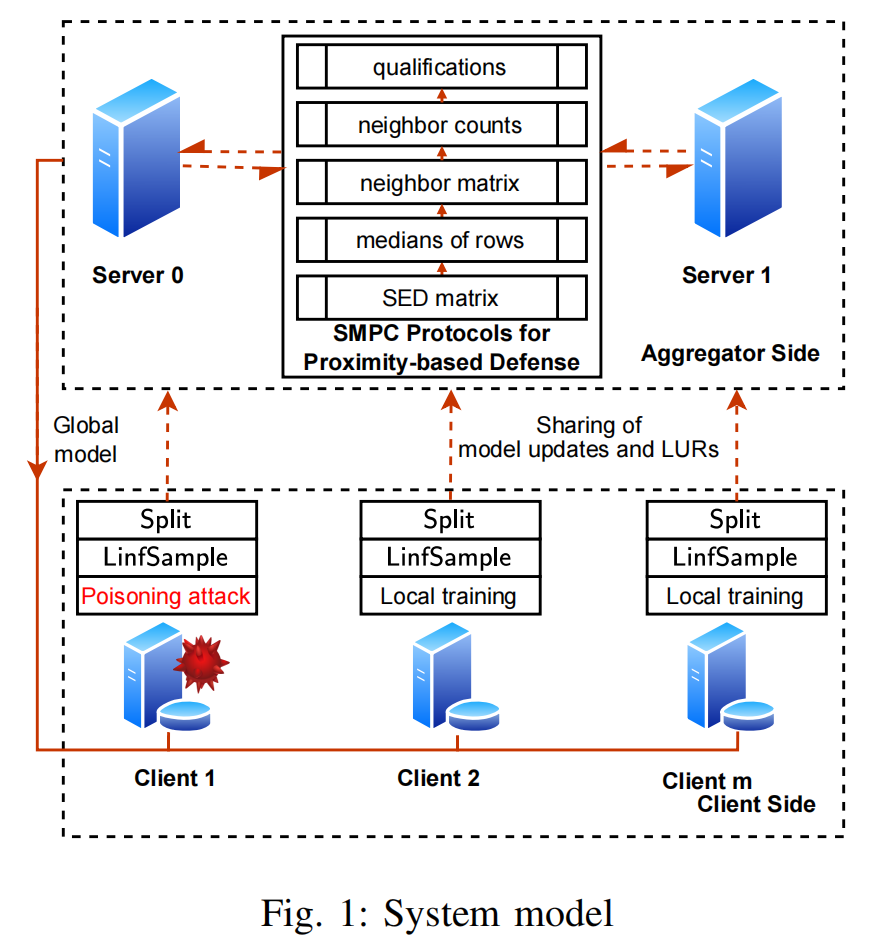 qualifications
neighbor counts
neighbor matrix
medians of rows
SED matrix
SMPC Protocols for
Proximity-based Defense
Server 0
Server 1
Aggregator Side
Global
model
Sharing of
model updates and LURs
Split
LinfSample
Poisoning attack
Split
LinfSample
Local training
Split
LinfSample
Local training
Client 1
Client 2
Client m
Client Side
Fig. 1: System model